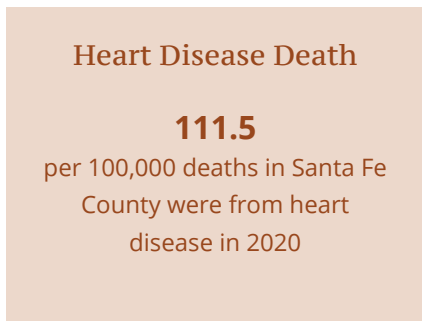 Heart Disease Death
111.5
per 100,000 deaths in Santa Fe
County were from heart
disease in 2020